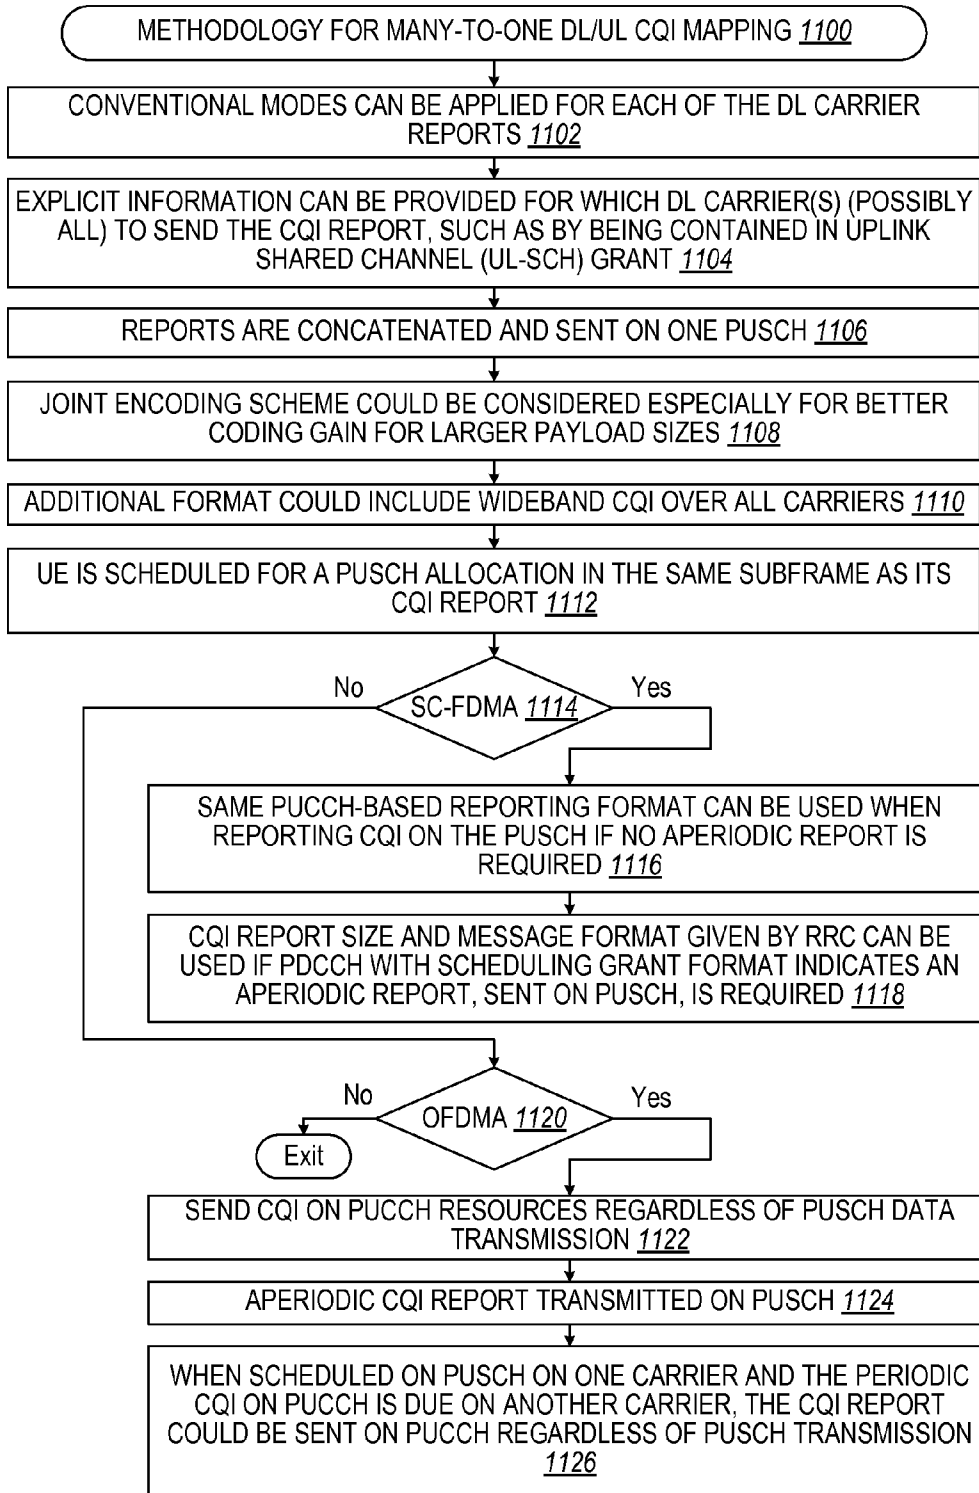 METHODOLOGY FOR MANY-TO-ONE DL/UL CQI MAPPING 1100
CONVENTIONAL MODES CAN BE APPLIED FOR EACH OF THE DL CARRIER
REPORTS 1102
EXPLICIT INFORMATION CAN BE PROVIDED FOR WHICH DL CARRIER(S) (POSSIBLY
ALL) TO SEND THE CQI REPORT, SUCH AS BY BEING CONTAINED IN UPLINK
SHARED CHANNEL (UL-SCH) GRANT 1104
REPORTS ARE CONCATENATED AND SENT ON ONE PUSCH 1106
JOINT ENCODING SCHEME COULD BE CONSIDERED ESPECIALLY FOR BETTER
CODING GAIN FOR LARGER PAYLOAD SIZES 1108
ADDITIONAL FORMAT COULD INCLUDE WIDEBAND CQI OVER ALL CARRIERS 1110
UE IS SCHEDULED FOR A PUSCH ALLOCATION IN THE SAME SUBFRAME AS ITS
CQI REPORT 1112
No
SC-FDMA 1114
Yes
SAME PUCCH-BASED REPORTING FORMAT CAN BE USED WHEN
REPORTING CQI ON THE PUSCH IF NO APERIODIC REPORT IS
REQUIRED 1116
CQI REPORT SIZE AND MESSAGE FORMAT GIVEN BY RRC CAN BE
USED IF PDCCH WITH SCHEDULING GRANT FORMAT INDICATES AN
APERIODIC REPORT, SENT ON PUSCH, IS REQUIRED 1118
No
OFDMA 1120
Yes
Exit
SEND CQI ON PUCCH RESOURCES REGARDLESS OF PUSCH DATA
TRANSMISSION 1122
APERIODIC CQI REPORT TRANSMITTED ON PUSCH 1124
WHEN SCHEDULED ON PUSCH ON ONE CARRIER AND THE PERIODIC
CQI ON PUCCH IS DUE ON ANOTHER CARRIER, THE CQI REPORT
COULD BE SENT ON PUCCH REGARDLESS OF PUSCH TRANSMISSION
1126